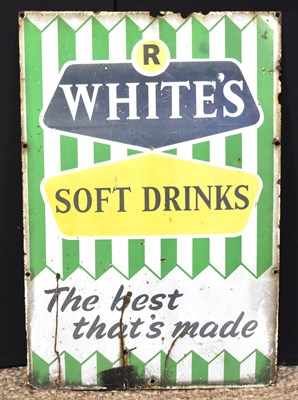 R
WHITE'S
SOFT DRINKS
The best
that's made